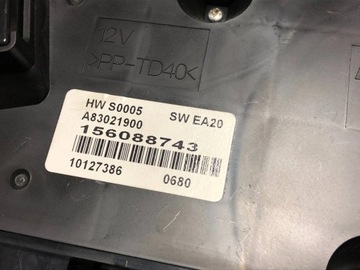 12V
>PP-TD40<
HW S0005 SW EA20
A83021900
156088743
10127386 0680